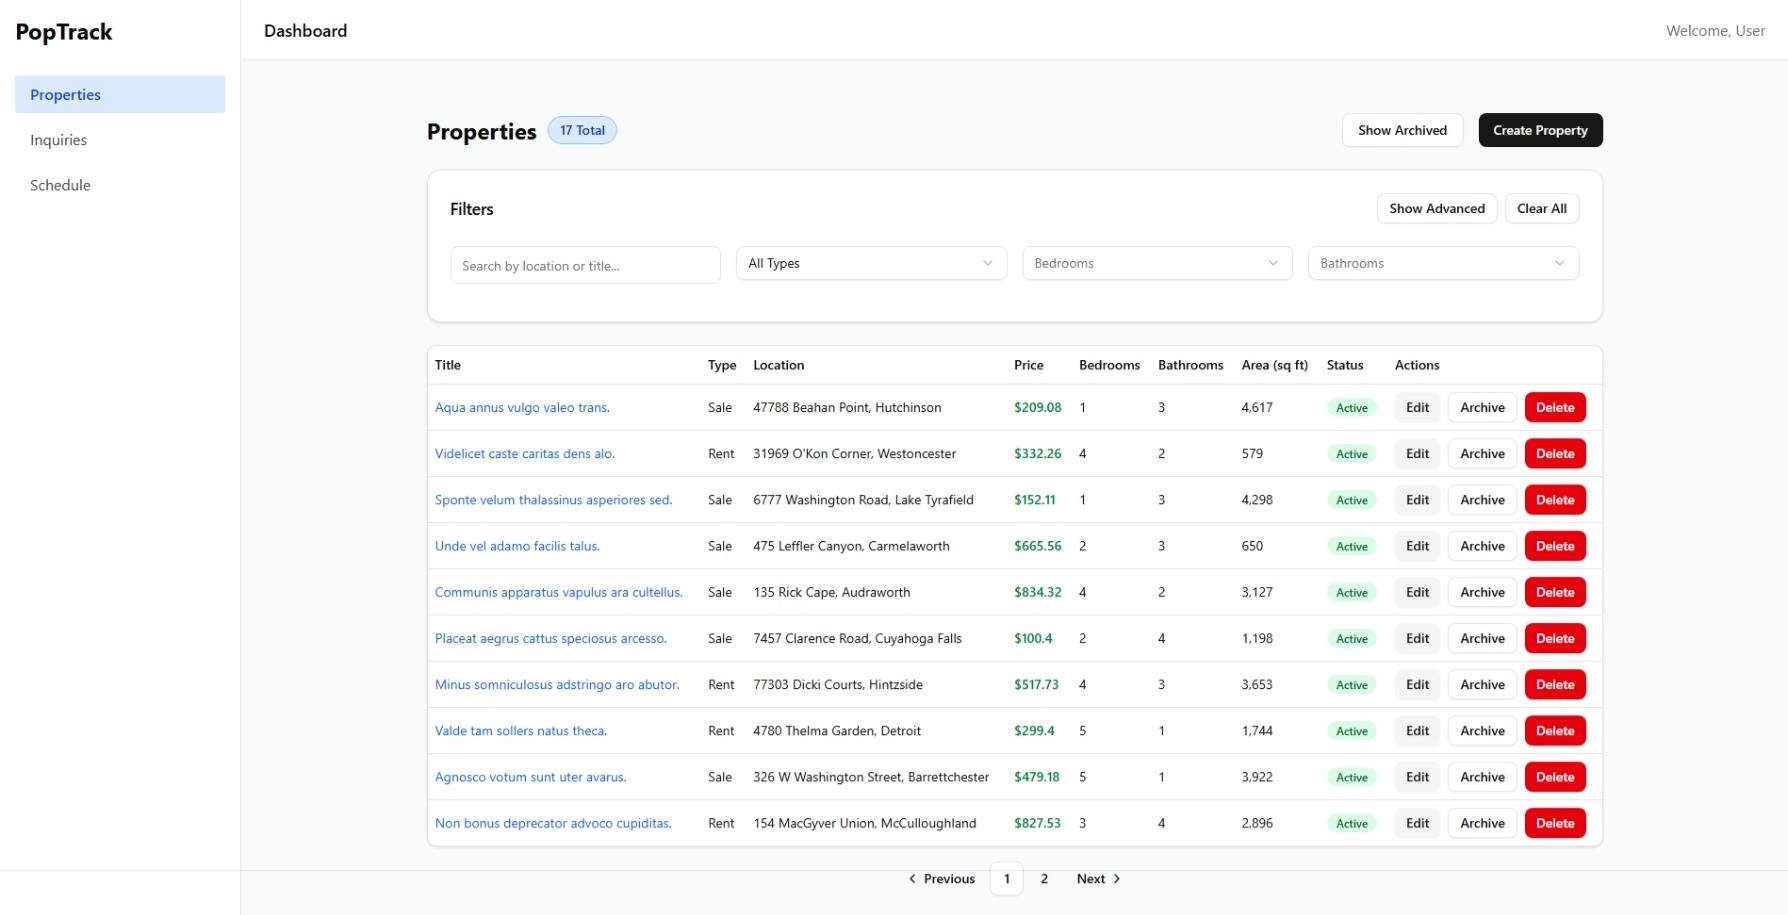 PopTrack
Dashboard
Welcome, User
Properties
Inquiries
Schedule
Properties 17 Total
Show Archived Create Property
Filters
Show Advanced Clear All
Search by location or title... All Types Bedrooms Bathrooms
Title Type Location Price Bedrooms Bathrooms Area (sq ft) Status Actions
Aqua annus vulgo valeo trans. Sale 47788 Beahan Point, Hutchinson $209.08 1 3 4,617 Active Edit Archive Delete
Videlicet caste caritas dens alo. Rent 31969 O'Kon Corner, Westoncester $332.26 4 2 579 Active Edit Archive Delete
Sponte velum thalassinus asperiores sed. Sale 6777 Washington Road, Lake Tyrafield $152.11 1 3 4,298 Active Edit Archive Delete
Unde vel adamo facilis talus. Sale 475 Leffler Canyon, Carmelaworth $665.56 2 3 650 Active Edit Archive Delete
Communis apparatus vapulus ara cultellus. Sale 135 Rick Cape, Audraworth $834.32 4 2 3,127 Active Edit Archive Delete
Placeat aegrus cattus speciosus arcesso. Sale 7457 Clarence Road, Cuyahoga Falls $100.4 2 4 1,198 Active Edit Archive Delete
Minus somniculosus adstringo aro abutor. Rent 77303 Dicki Courts, Hintzside $517.73 4 3 3,653 Active Edit Archive Delete
Valde tam sollers natus theca. Rent 4780 Thelma Garden, Detroit $299.4 5 1 1,744 Active Edit Archive Delete
Agnosco votum sunt uter avarus. Sale 326 W Washington Street, Barrettchester $479.18 5 1 3,922 Active Edit Archive Delete
Non bonus deprecator advoco cupiditas. Rent 154 MacGyver Union, McCulloughland $827.53 3 4 2,896 Active Edit Archive Delete
Previous 1 2 Next